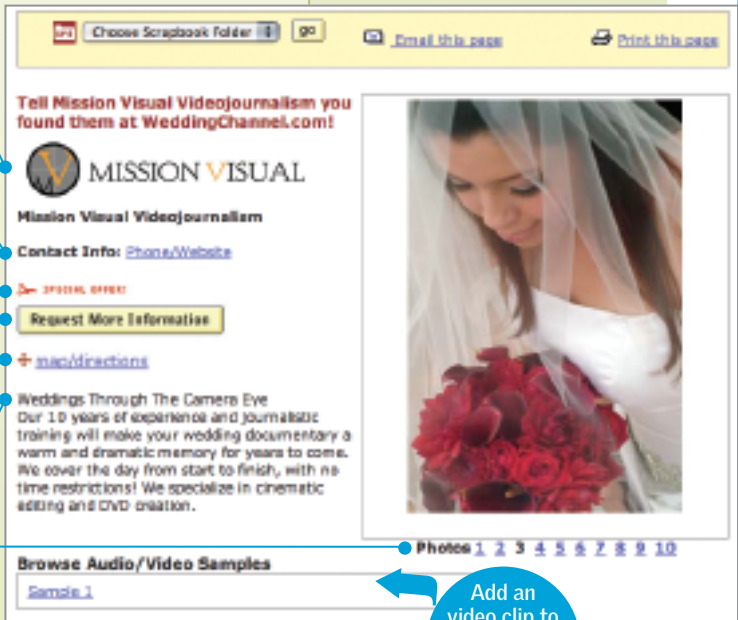 Choose Scrapbook Folder go
Email this page
Print this page
Tell Mission Visual Videojournalism you
found them at WeddingChannel.com!
MISSION VISUAL
Mission Visual Videojournalism
Contact Info: Phone/Website
SPECIAL OFFER!
Request More Information
map/directions
Weddings Through The Camera Eye
Our 10 years of experience and journalistic
training will make your wedding documentary a
warm and dramatic memory for years to come.
We cover the day from start to finish, with no
time restrictions! We specialize in cinematic
editing and DVD creation.
Photos 1 2 3 4 5 6 7 8 9 10
Browse Audio/Video Samples
Sample 1
Add an
video clip to